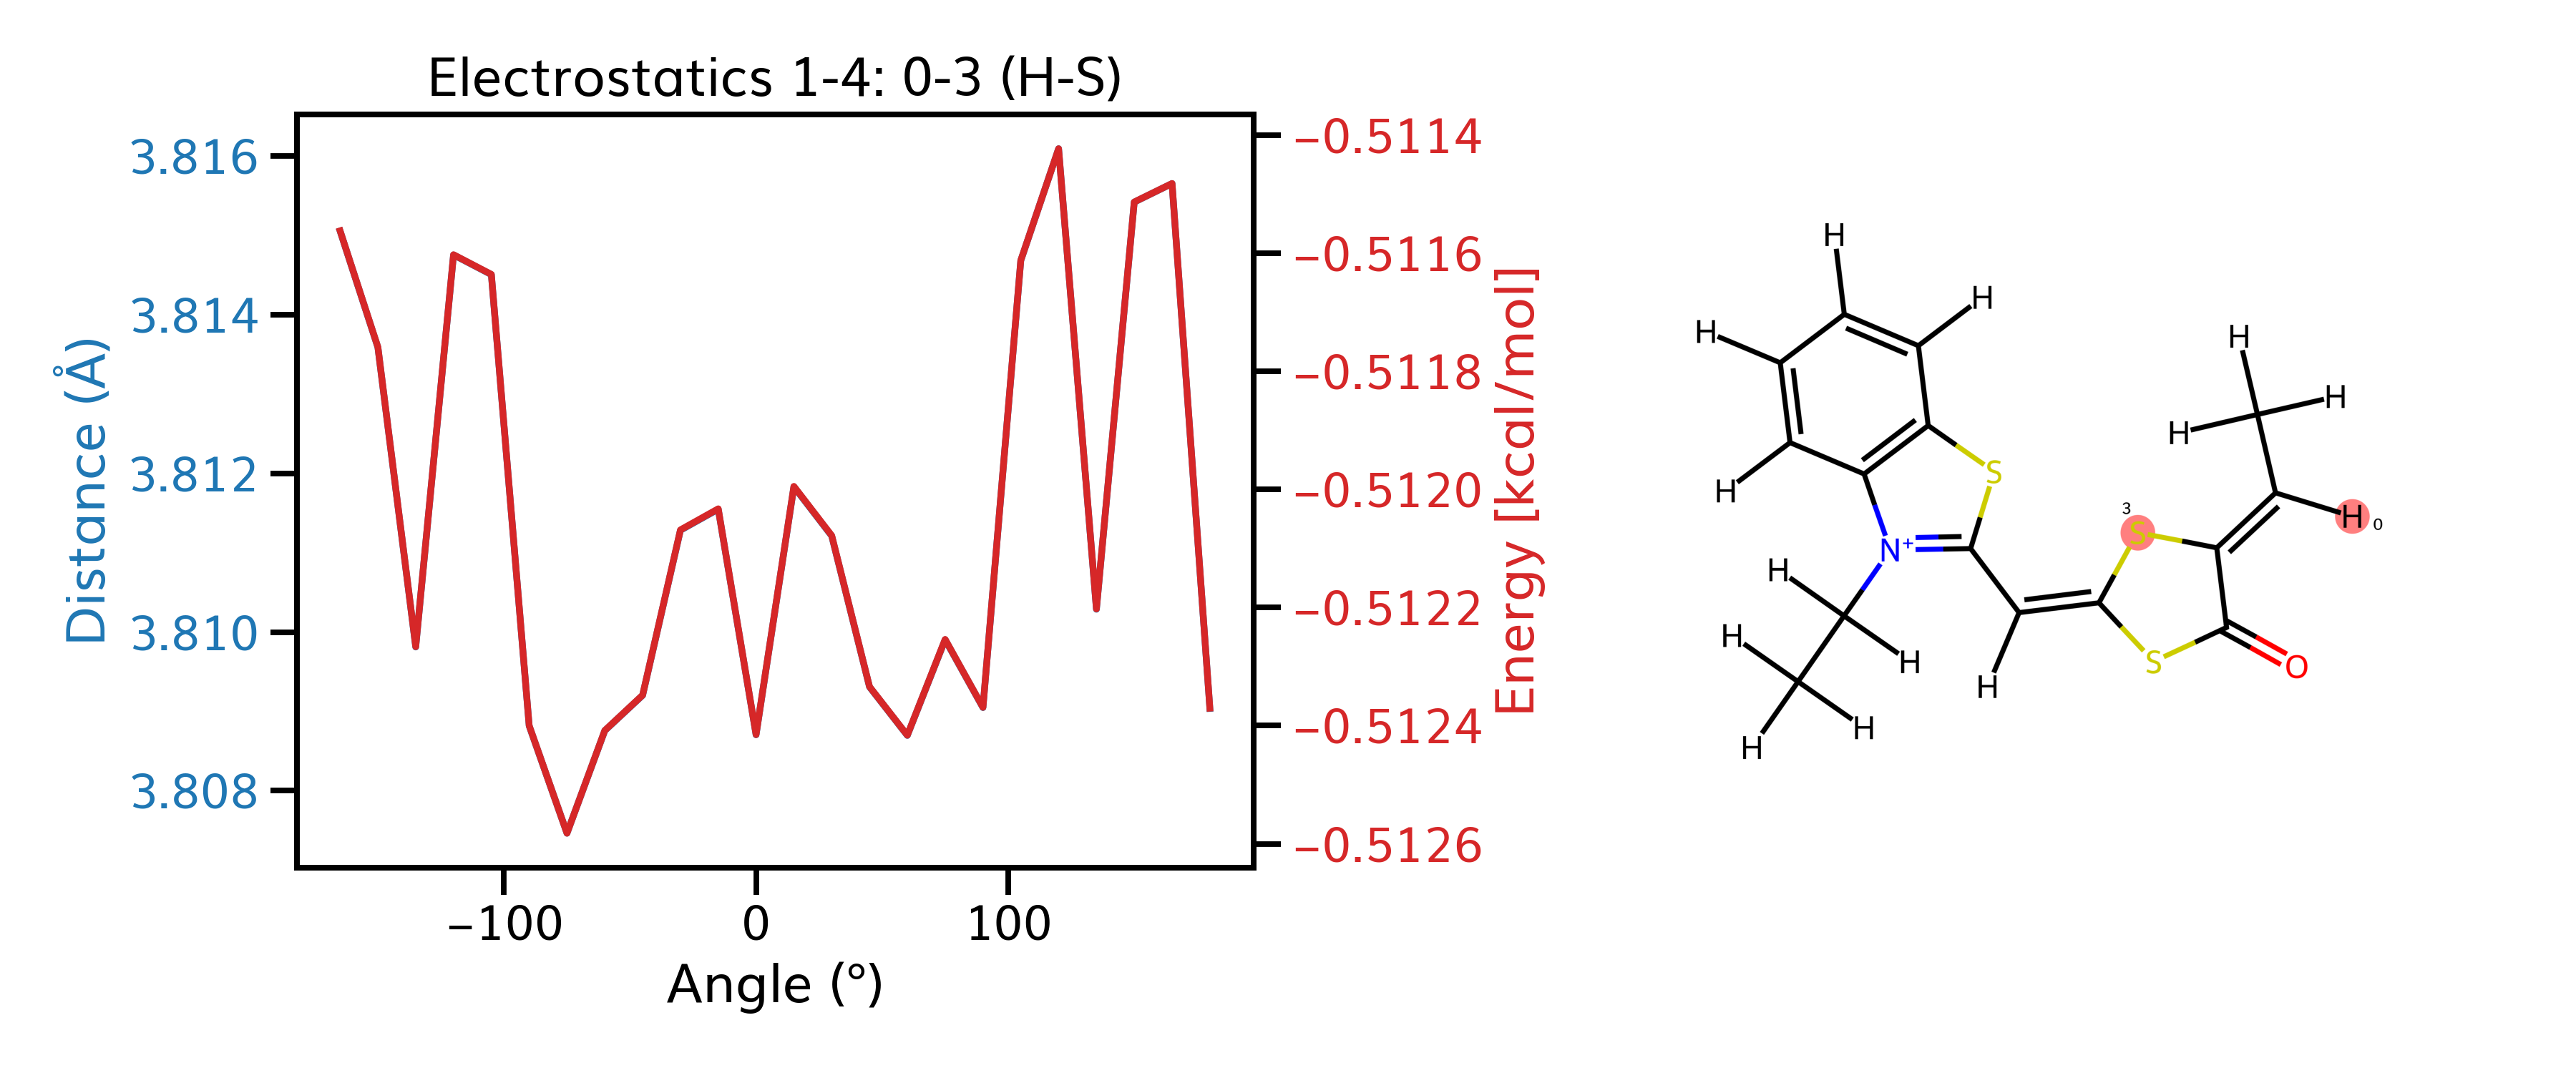 Electrostatics 1-4: 0-3 (H-S)
3.816
3.814
3.812
3.810
3.808
Distance (Å)
−0.5114
−0.5116
−0.5118
−0.5120
−0.5122
−0.5124
−0.5126
Energy [kcal/mol]
−100 0 100
Angle (°)
H
H
H
H
H
H
H
S
H
3
S
H 0
N+
H
H
H
S
O
H
H
H